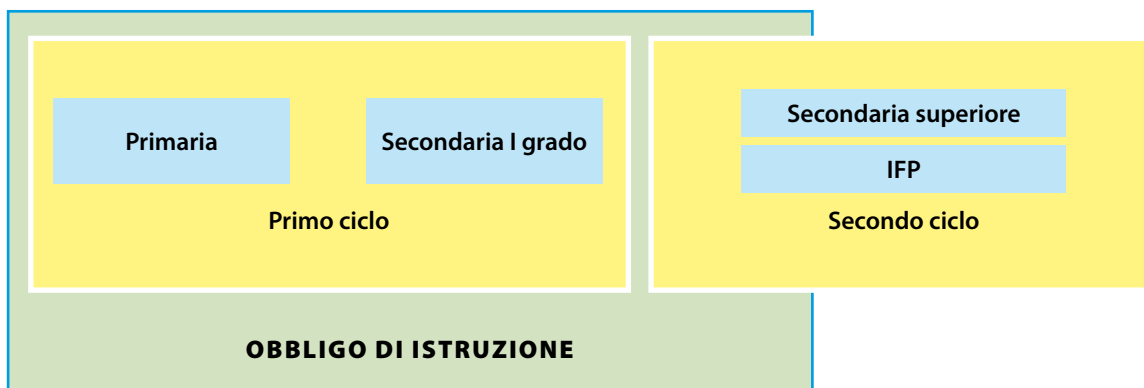 Primaria
Secondaria I grado
Primo ciclo
Secondaria superiore
IFP
Secondo ciclo
OBBLIGO DI ISTRUZIONE